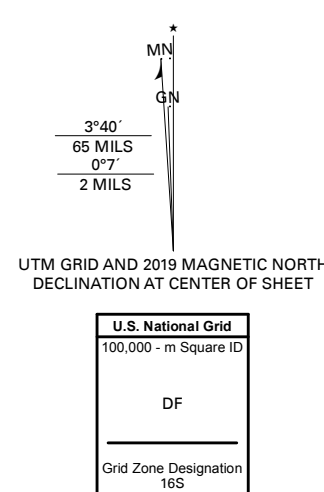 ★
MN
GN
3°40´
65 MILS
0°7´
2 MILS
UTM GRID AND 2019 MAGNETIC NORTH
DECLINATION AT CENTER OF SHEET
U.S. National Grid
100,000 - m Square ID
DF
Grid Zone Designation
16S